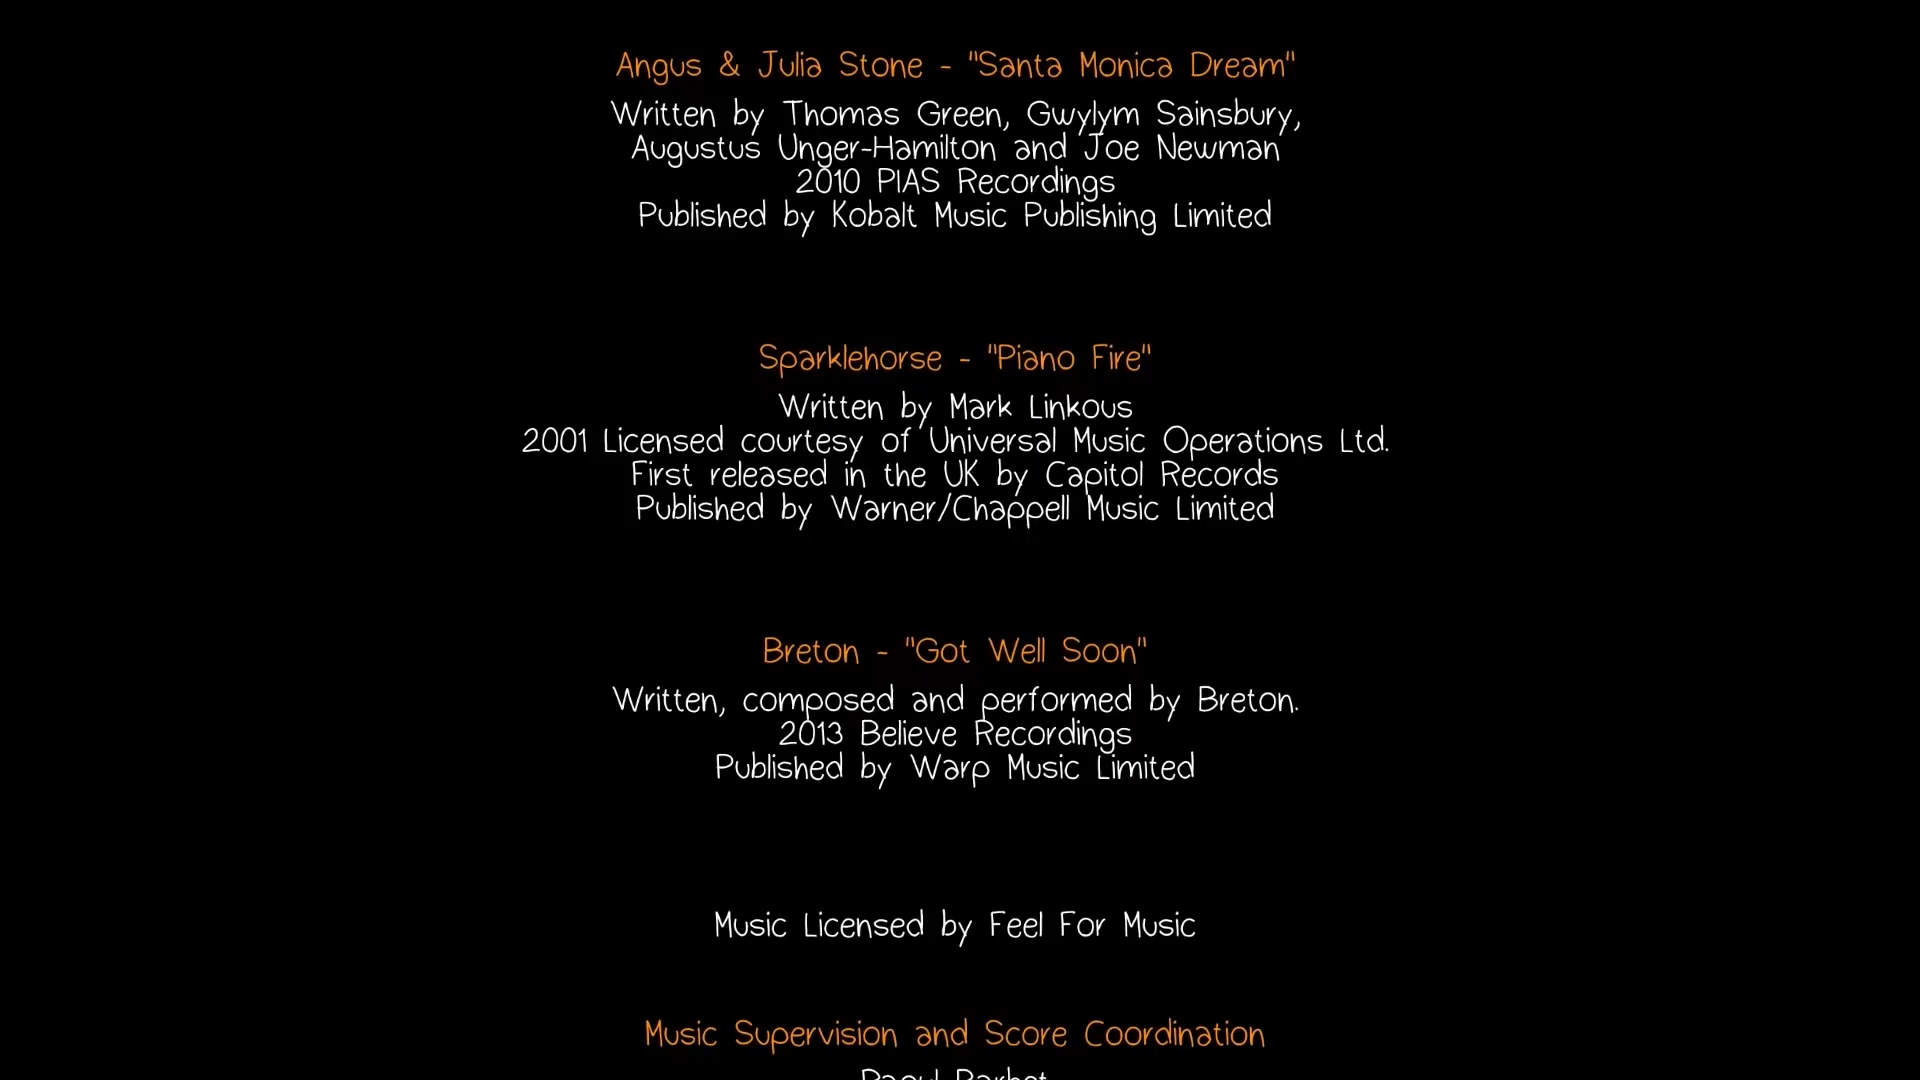 Angus & Julia Stone - "Santa Monica Dream"
Written by Thomas Green, Gwylym Sainsbury,
Augustus Unger-Hamilton and Joe Newman
2010 PIAS Recordings
Published by Kobalt Music Publishing Limited
Sparklehorse - "Piano Fire"
Written by Mark Linkous
2001 Licensed courtesy of Universal Music Operations Ltd.
First released in the UK by Capitol Records
Published by Warner/Chappell Music Limited
Breton - "Got Well Soon"
Written, composed and performed by Breton.
2013 Believe Recordings
Published by Warp Music Limited
Music Licensed by Feel For Music
Music Supervision and Score Coordination